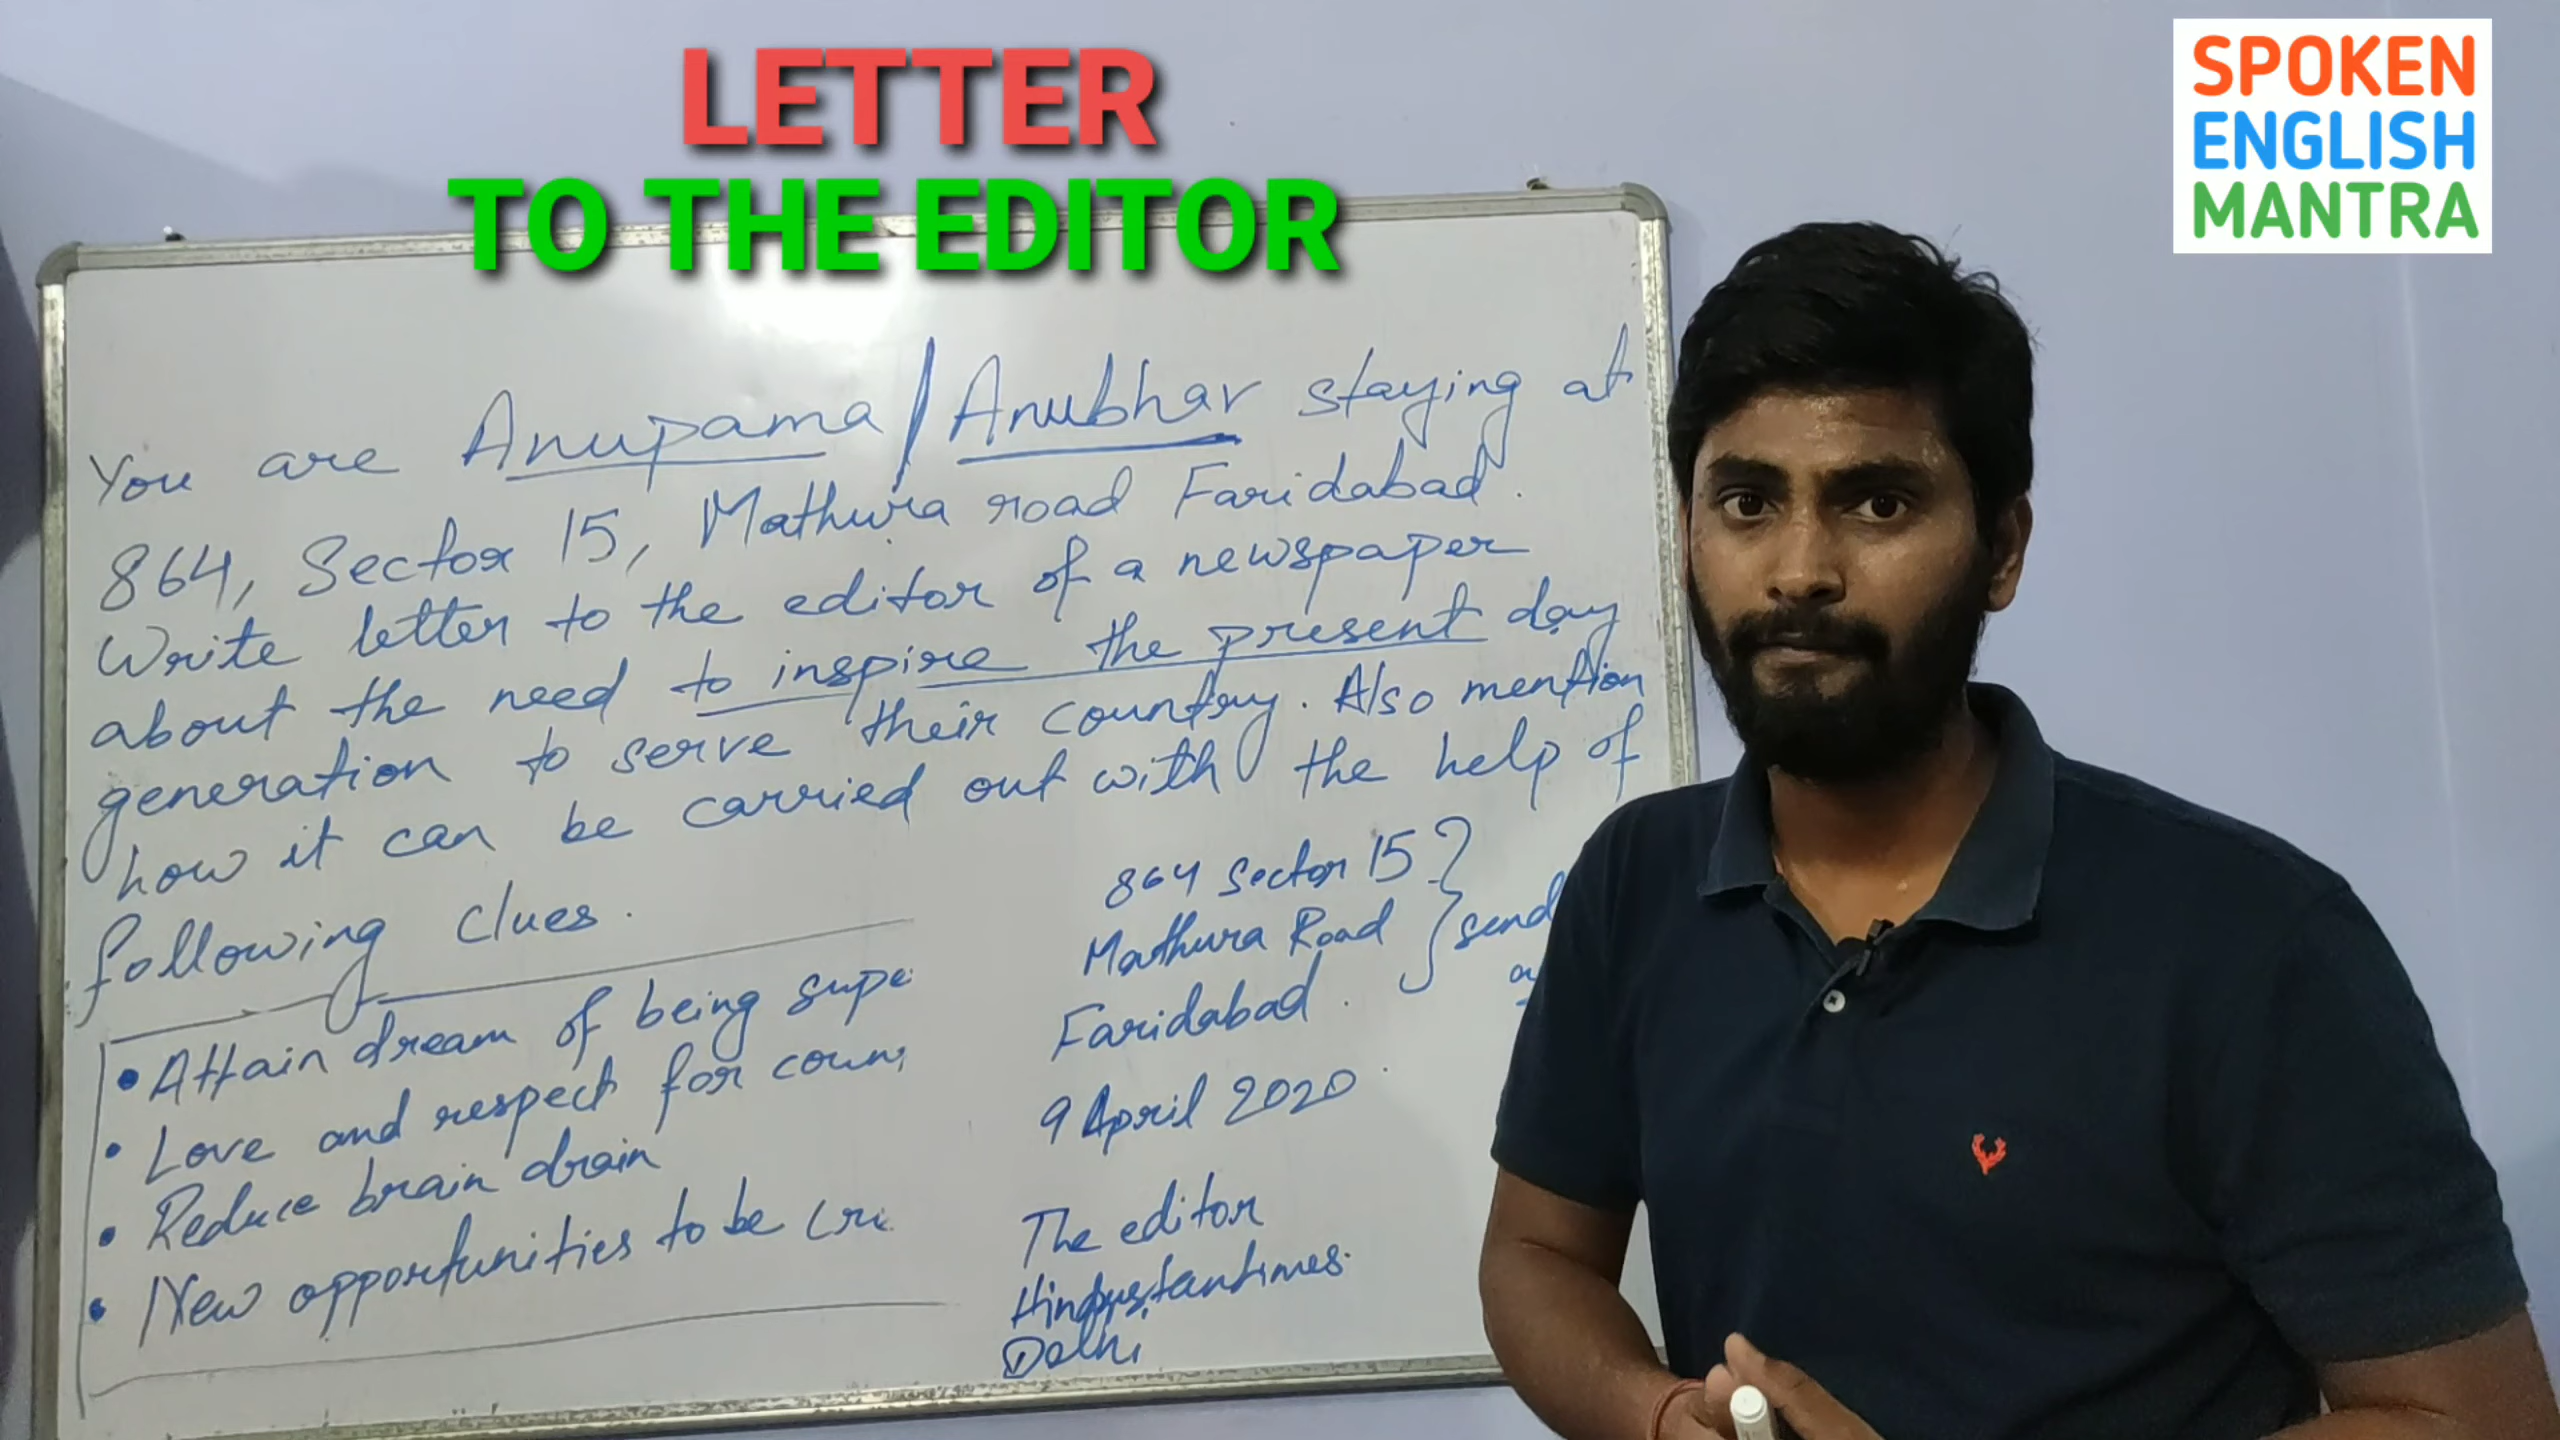 LETTER
TO THE EDITOR
SPOKEN
ENGLISH
MANTRA
You are Anupama / Anubhav staying at
864, Sector 15, Mathura road Faridabad.
Write letter to the editor of a newspaper
about the need to inspire the present day
generation to serve their country. Also mention
how it can be carried out with the help of
following clues.
• Attain dream of being supe
• Love and respect for coun
• Reduce brain drain
• New opportunities to be cre
864 Sector 15
Mathura Road
Faridabad.
send
9 April 2020
The editor
Hindustantimes.
Delhi